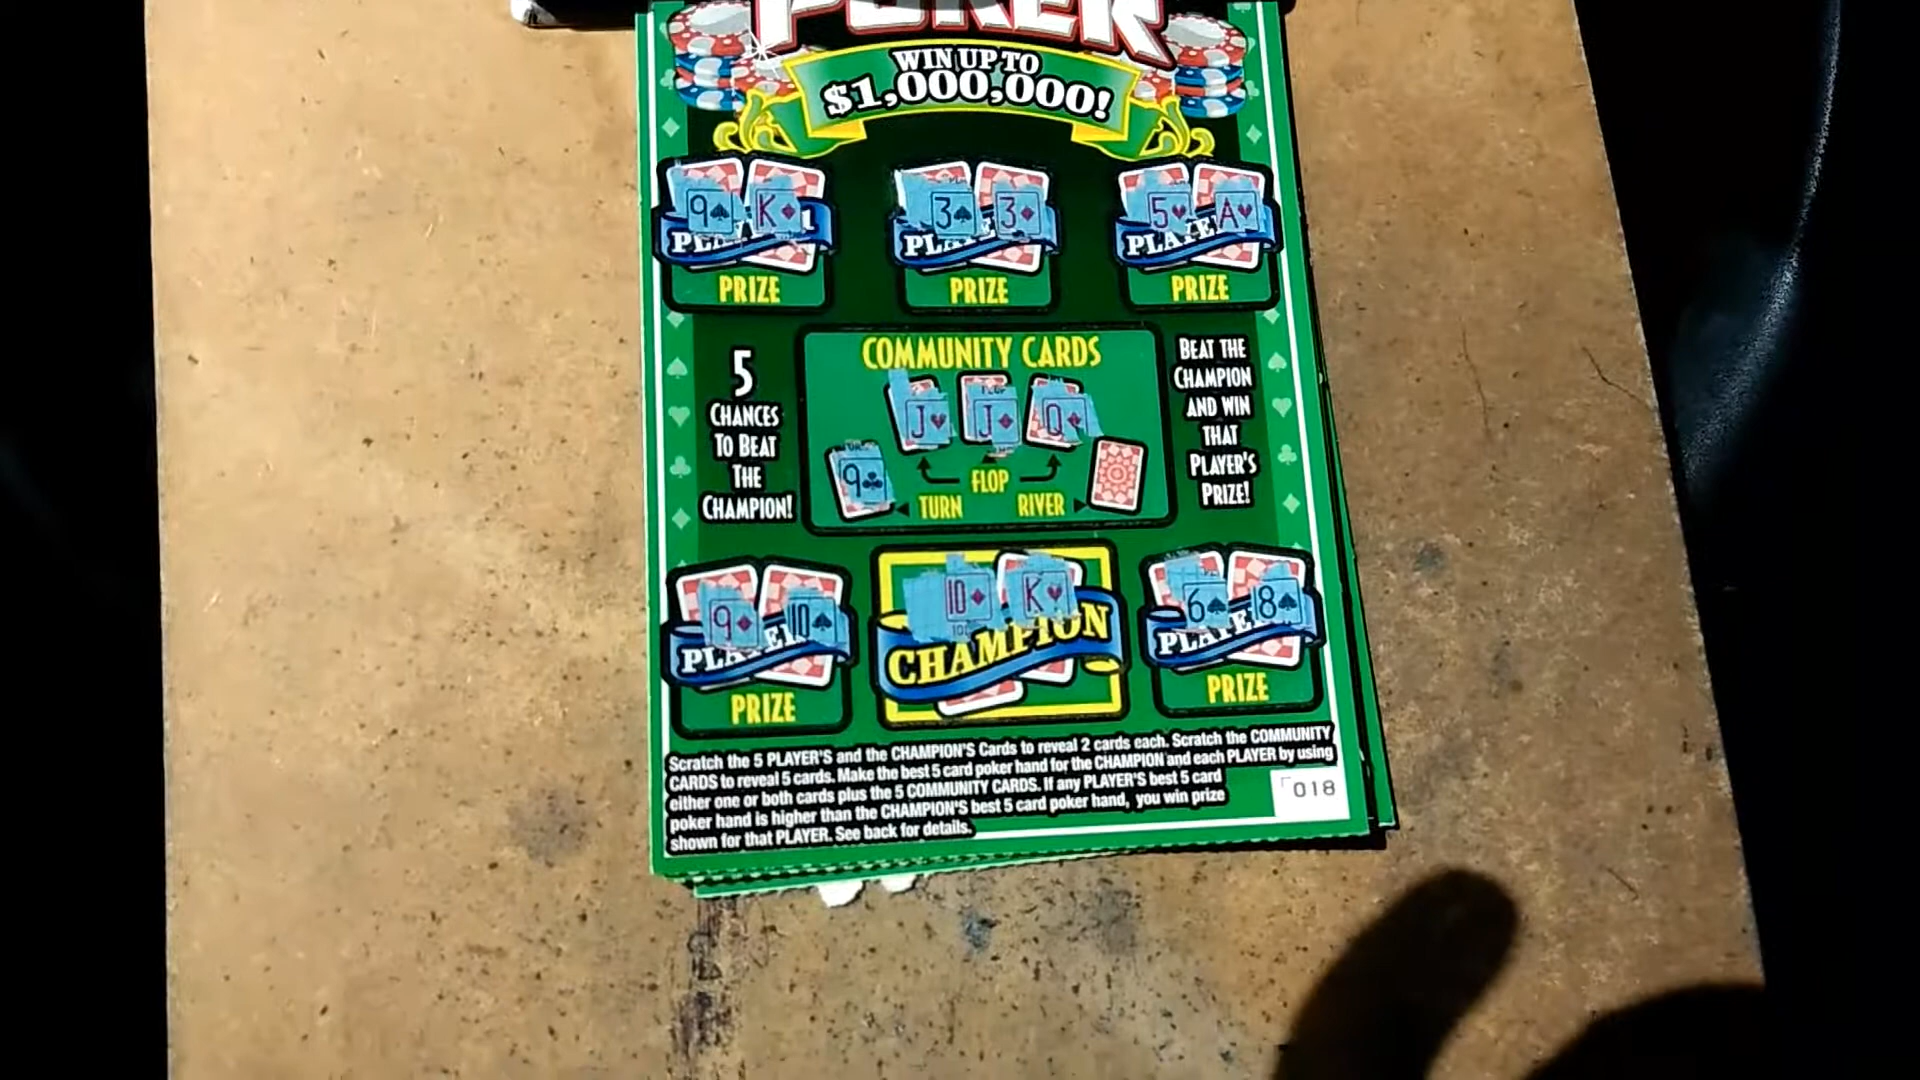 POKER
WIN UP TO
$1,000,000!
9♠ K♦
3♠ 3♦
5♥ A♥
PLAYER
PLAYER
PRIZE
PRIZE
PRIZE
COMMUNITY CARDS
J♥ J♦ Q♦
9♣
FLOP
TURN
RIVER
5
CHANCES
TO BEAT
THE
CHAMPION!
BEAT THE
CHAMPION
AND WIN
THAT
PLAYER'S
PRIZE!
9♦ 10♠
10♦ K♥
6♠ 8♠
PLAYER
CHAMPION
PLAYER
PRIZE
PRIZE
Scratch the 5 PLAYER'S and the CHAMPION'S Cards to reveal 2 cards each. Scratch the COMMUNITY
CARDS to reveal 5 cards. Make the best 5 card poker hand for the CHAMPION and each PLAYER by using
either one or both cards plus the 5 COMMUNITY CARDS. If any PLAYER'S best 5 card
poker hand is higher than the CHAMPION'S best 5 card poker hand, you win prize
shown for that PLAYER. See back for details.
018